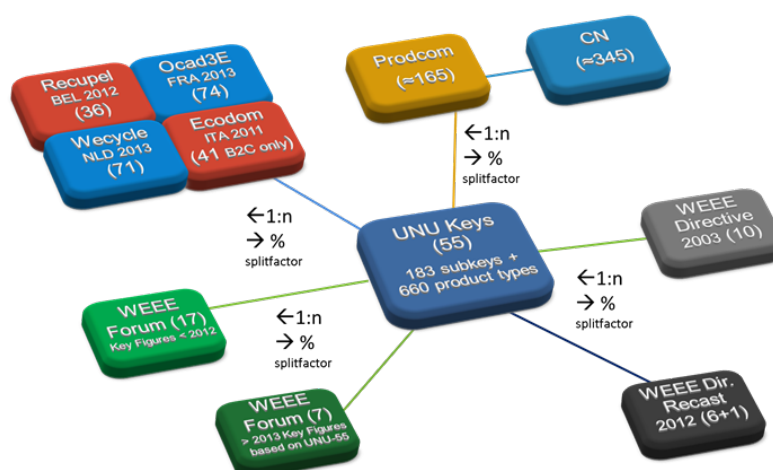 Recupel
BEL 2012
(36)
Ocad3E
FRA 2013
(74)
Wecycle
NLD 2013
(71)
Ecodom
ITA 2011
(41 B2C only)
Prodcom
(≈165)
CN
(≈345)
←1:n
→ %
splitfactor
UNU Keys
(55)
183 subkeys +
660 product types
WEEE
Directive
2003 (10)
←1:n
→ %
splitfactor
←1:n
→ %
splitfactor
WEEE
Forum (17)
Key Figures < 2012
←1:n
→ %
splitfactor
WEEE
Forum (7)
> 2013 Key Figures
based on UNU-55
WEEE Dir.
Recast
2012 (6+1)